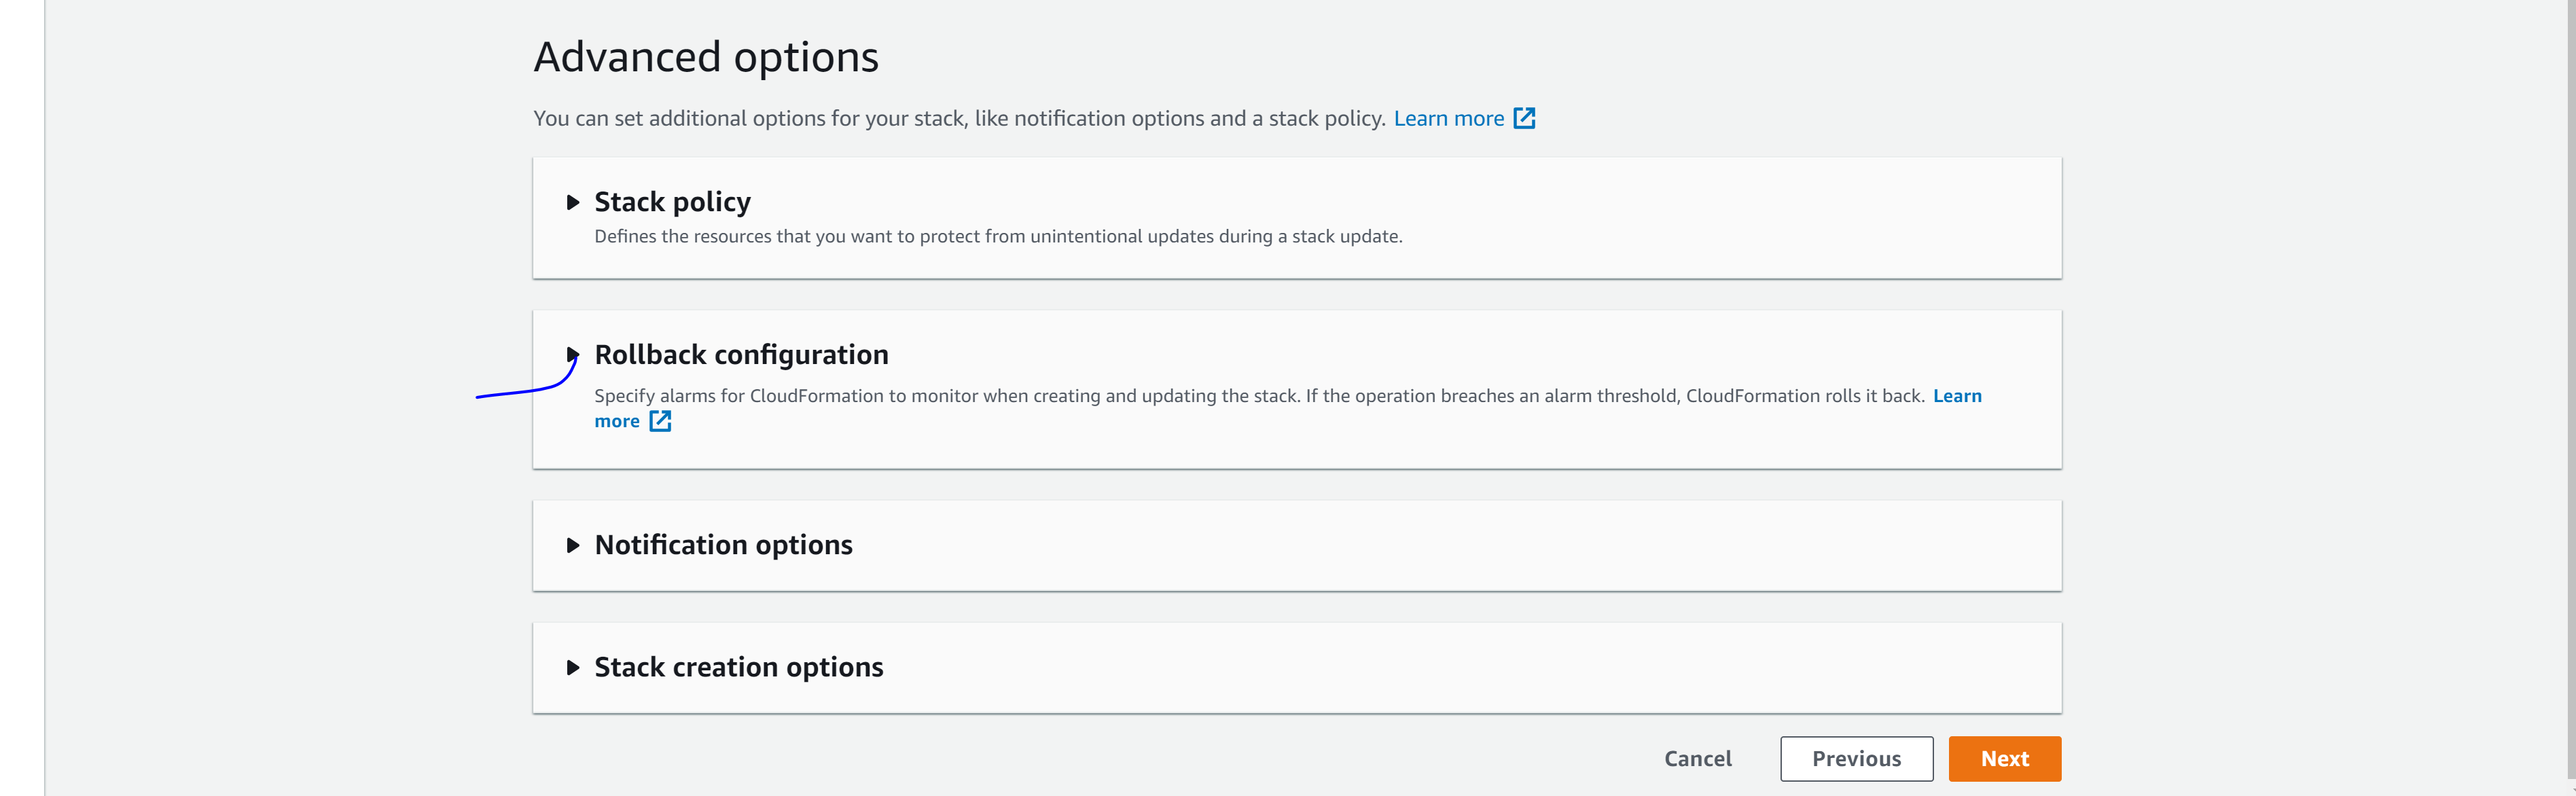 Advanced options
You can set additional options for your stack, like notification options and a stack policy. Learn more
Stack policy
Defines the resources that you want to protect from unintentional updates during a stack update.
Rollback configuration
Specify alarms for CloudFormation to monitor when creating and updating the stack. If the operation breaches an alarm threshold, CloudFormation rolls it back. Learn
more
Notification options
Stack creation options
Cancel Previous Next